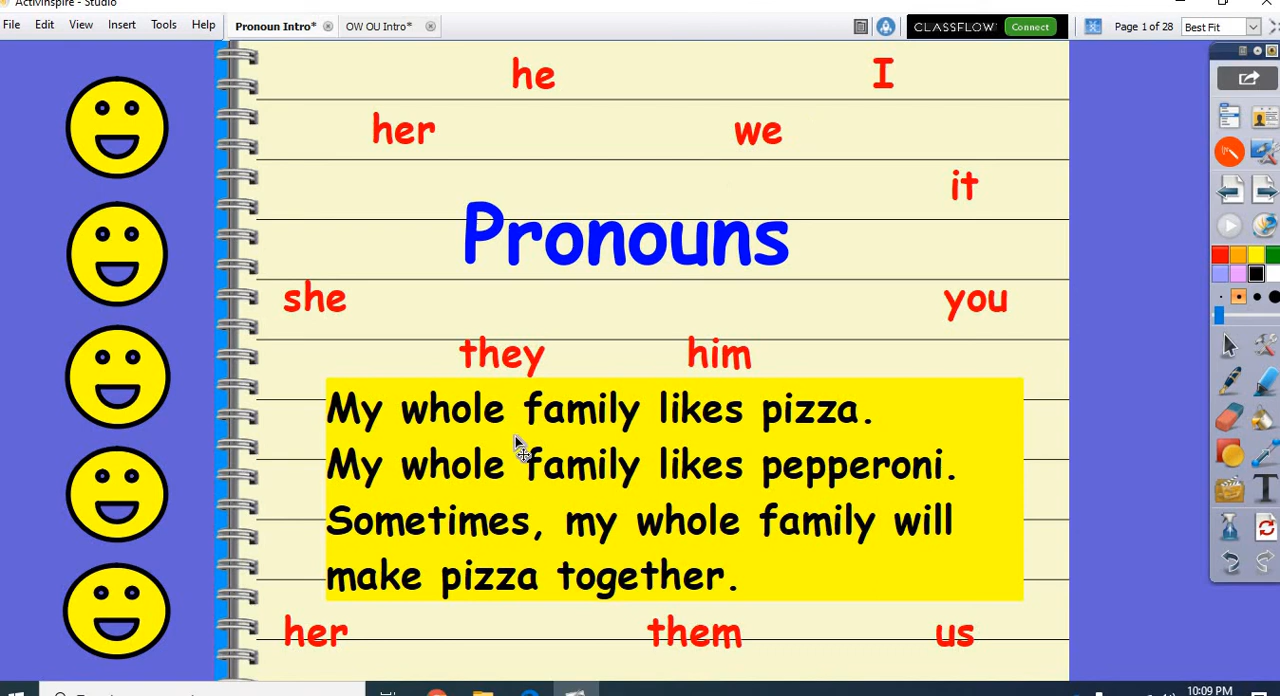 ActivInspire - Studio
File Edit View Insert Tools Help
Pronoun Intro* OW OU Intro*
CLASSFLOW Connect
Page 1 of 28 Best Fit
he I
her we
it
Pronouns
she you
they him
My whole family likes pizza.
My whole family likes pepperoni.
Sometimes, my whole family will
make pizza together.
her them us
10:09 PM